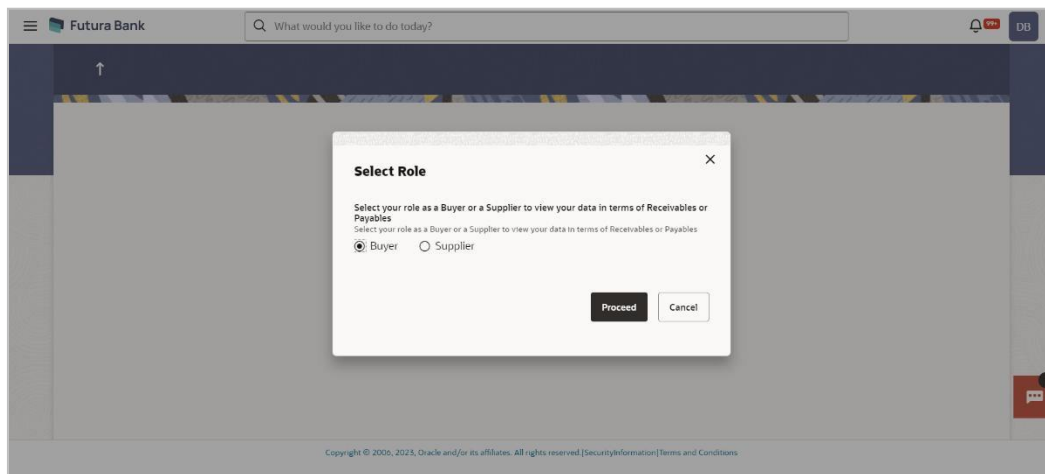 Futura Bank
What would you like to do today?
99+
DB
Select Role
Select your role as a Buyer or a Supplier to view your data in terms of Receivables or
Payables
Select your role as a Buyer or a Supplier to view your data in terms of Receivables or Payables
Buyer Supplier
Proceed Cancel
Copyright © 2006, 2023, Oracle and/or its affiliates. All rights reserved.|SecurityInformation|Terms and Conditions